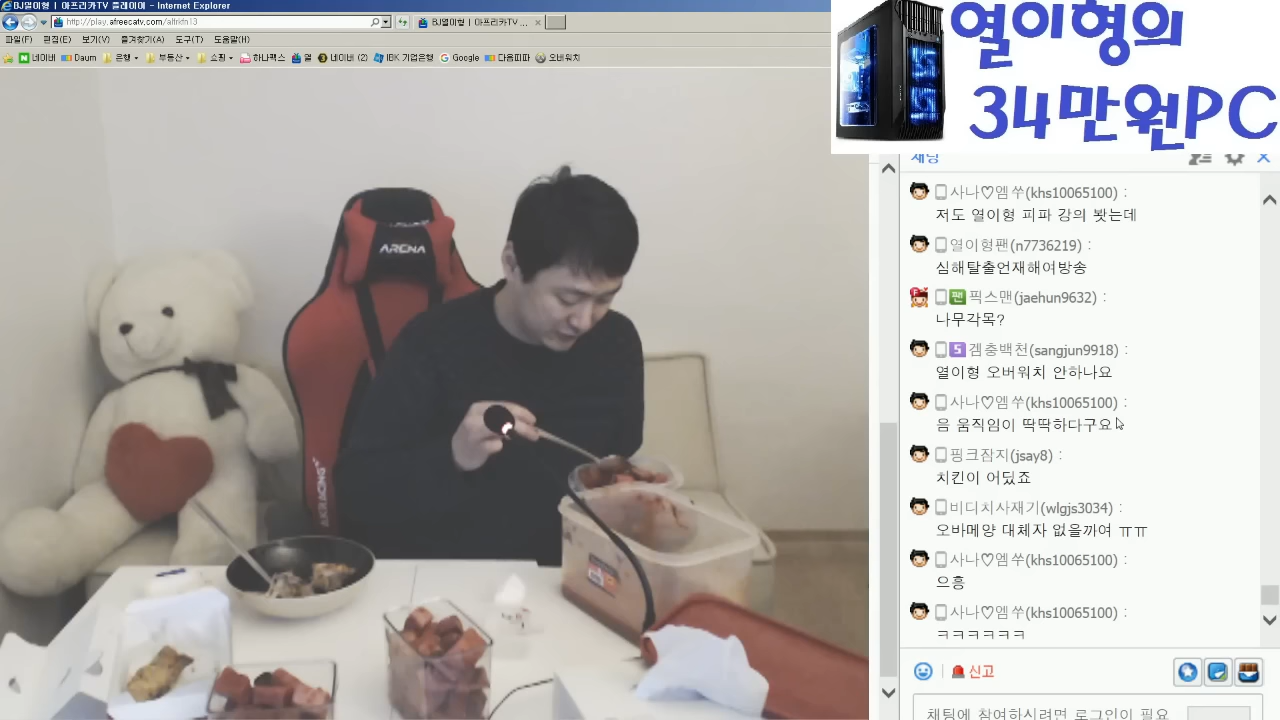 BJ열이형 | 아프리카TV 플레이어 - Internet Explorer
http://play.afreecatv.com/allrkfn13
BJ열이형 | 아프리카TV ...
파일(F) 편집(E) 보기(V) 즐겨찾기(A) 도구(T) 도움말(H)
네이버 Daum 은행 부동산 쇼핑 하나팩스 열 네이버 (2) IBK 기업은행 Google 다음피파 오버워치
열이형의
34만원PC
채팅
사나♡엠쑤(khs10065100) :
저도 열이형 피파 강의 봣는데
열이형팬(n7736219) :
심해탈출언재해여방송
팬 픽스맨(jaehun9632) :
나무각목?
5 겜충백천(sangjun9918) :
열이형 오버워치 안하나요
사나♡엠쑤(khs10065100) :
음 움직임이 딱딱하다구요
핑크잠지(jsay8) :
치킨이 어딨죠
비디치사재기(wlgjs3034) :
오바메양 대체자 없을까여 ㅠㅠ
사나♡엠쑤(khs10065100) :
으흥
사나♡엠쑤(khs10065100) :
ㅋㅋㅋㅋㅋㅋ
신고
채팅에 참여하시려면 로그인이 필요
ARENA